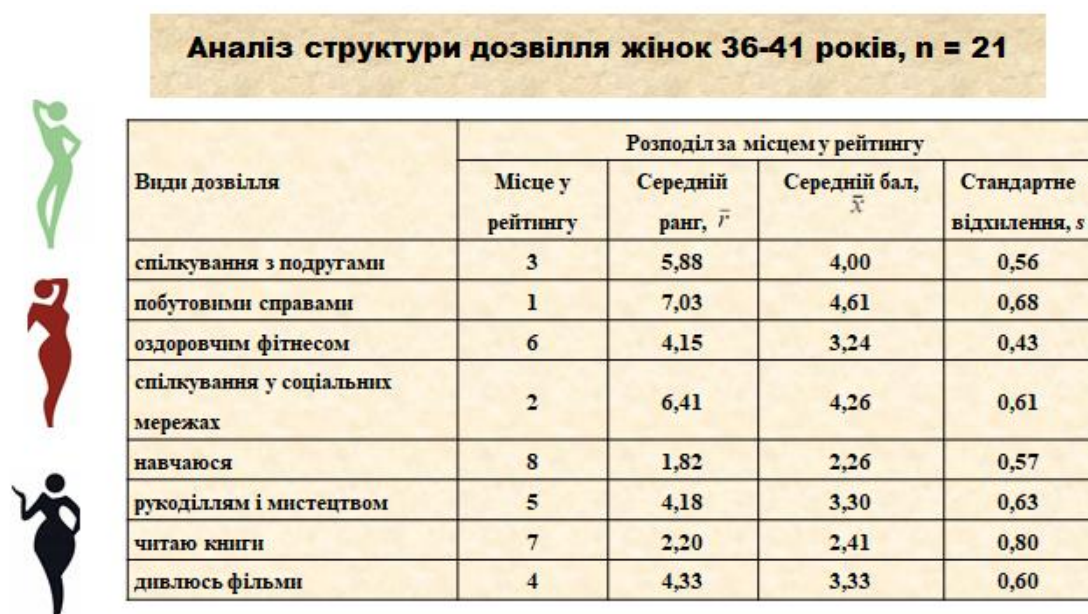 Аналіз структури дозвілля жінок 36-41 років, n = 21
Види дозвілля
Розподіл за місцем у рейтингу
Місце у
рейтингу
Середній
ранг, r̄
Середній бал,
x̄
Стандартне
відхилення, s
спілкування з подругами 3 5,88 4,00 0,56
побутовими справами 1 7,03 4,61 0,68
оздоровчим фітнесом 6 4,15 3,24 0,43
спілкування у соціальних
мережах 2 6,41 4,26 0,61
навчаюся 8 1,82 2,26 0,57
рукоділлям і мистецтвом 5 4,18 3,30 0,63
читаю книги 7 2,20 2,41 0,80
дивлюсь фільми 4 4,33 3,33 0,60